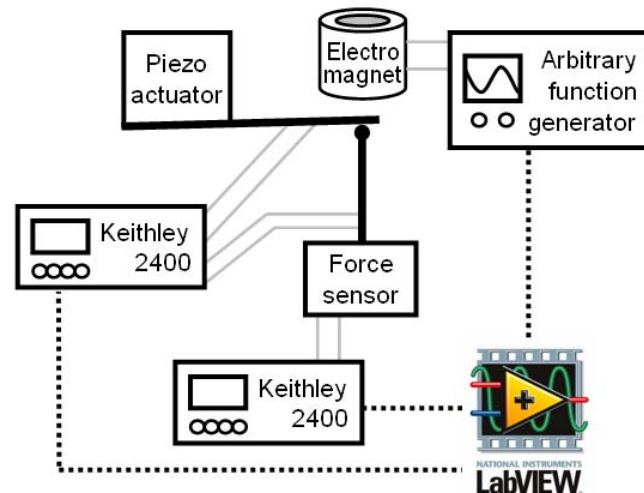 Piezo
actuator
Electro
magnet
Arbitrary
function
generator
Keithley
2400
Force
sensor
Keithley
2400
NATIONAL INSTRUMENTS
LabVIEW